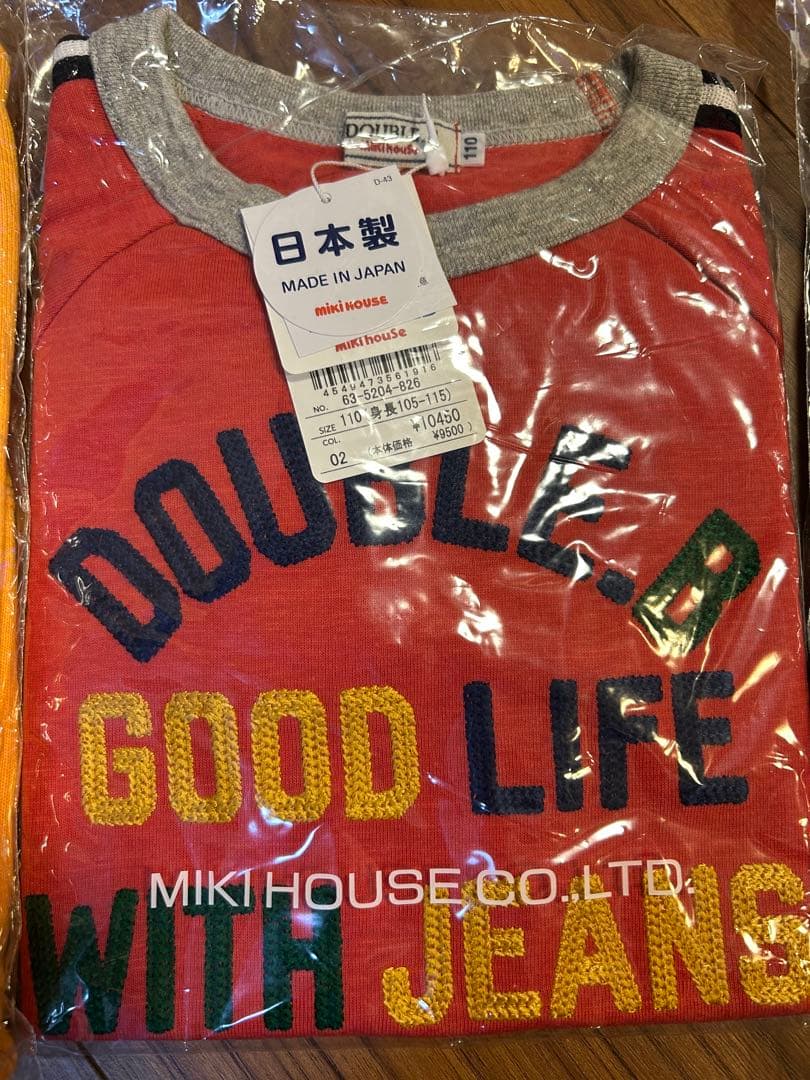 DOUBLE
miki house
110
D-43
日本製
MADE IN JAPAN
miki house
miki house
4549473561916
NO. 63-5204-826
SIZE 110 (身長105-115)
COL. 02
¥10450
(本体価格 ¥9500)
DOUBLE.B
GOOD LIFE
MIKI HOUSE CO.,LTD.
WITH JEANS